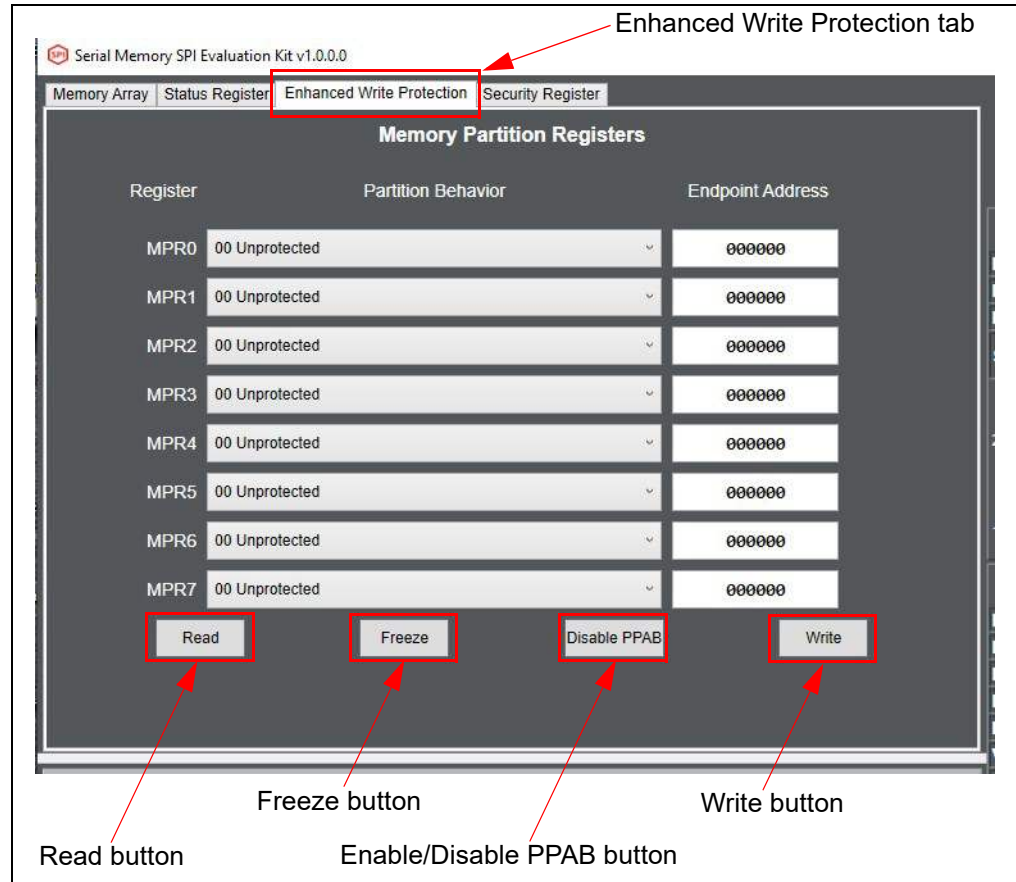 Enhanced Write Protection tab
SPI Serial Memory SPI Evaluation Kit v1.0.0.0
Memory Array Status Register Enhanced Write Protection Security Register
Memory Partition Registers
Register Partition Behavior Endpoint Address
MPR0 00 Unprotected 000000
MPR1 00 Unprotected 000000
MPR2 00 Unprotected 000000
MPR3 00 Unprotected 000000
MPR4 00 Unprotected 000000
MPR5 00 Unprotected 000000
MPR6 00 Unprotected 000000
MPR7 00 Unprotected 000000
Read Freeze Disable PPAB Write
Freeze button Write button
Read button Enable/Disable PPAB button